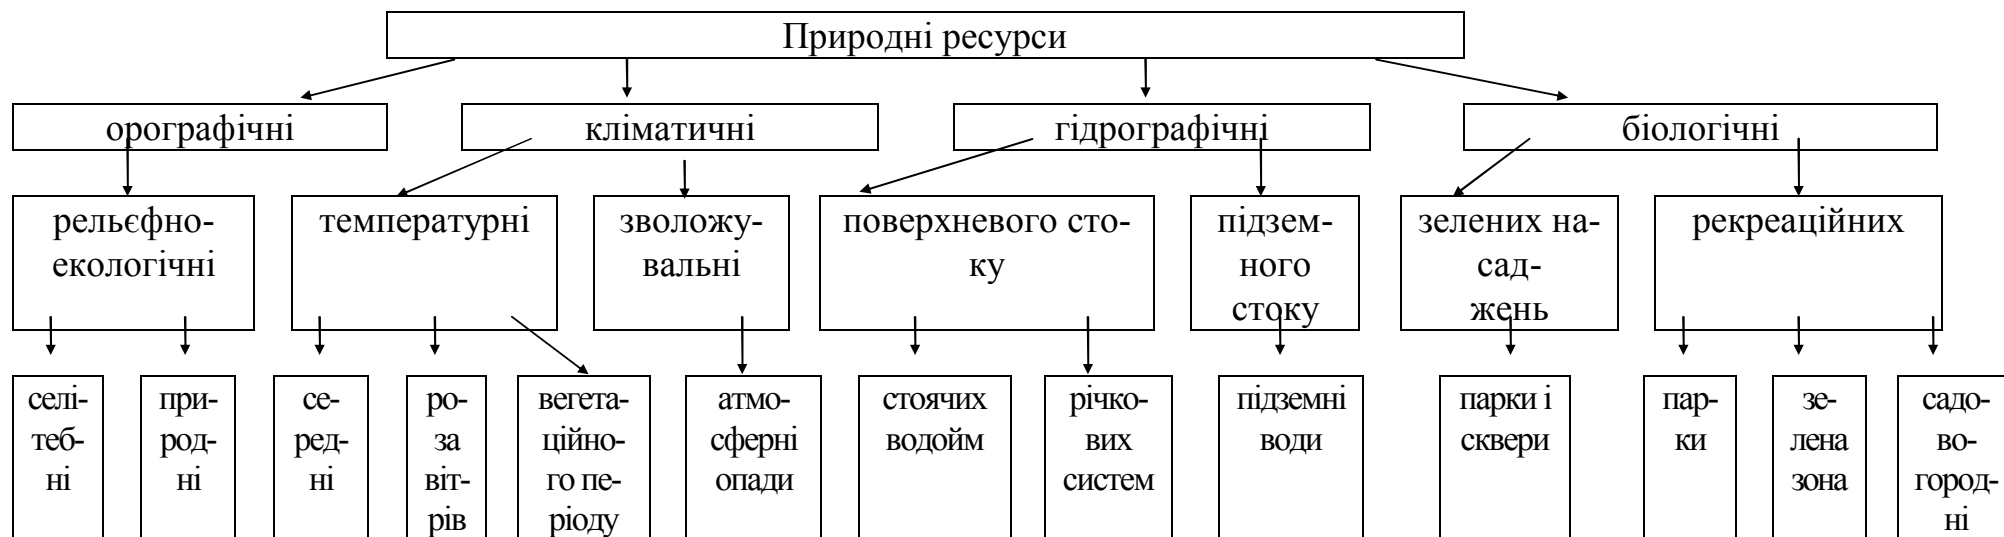 Природні ресурси
орографічні
кліматичні
гідрографічні
біологічні
рельєфно-
екологічні
температурні
зволожу-
вальні
поверхневого сто-
ку
підзем-
ного
стоку
зелених на-
сад-
жень
рекреаційних
селі-
теб-
ні
при-
род-
ні
се-
ред-
ні
ро-
за
віт-
рів
вегета-
ційно-
го пе-
ріоду
атмо-
сферні
опади
стоячих
водойм
річко-
вих
систем
підземні
води
парки і
сквери
пар-
ки
зе-
лена
зона
садо-
во-
город-
ні